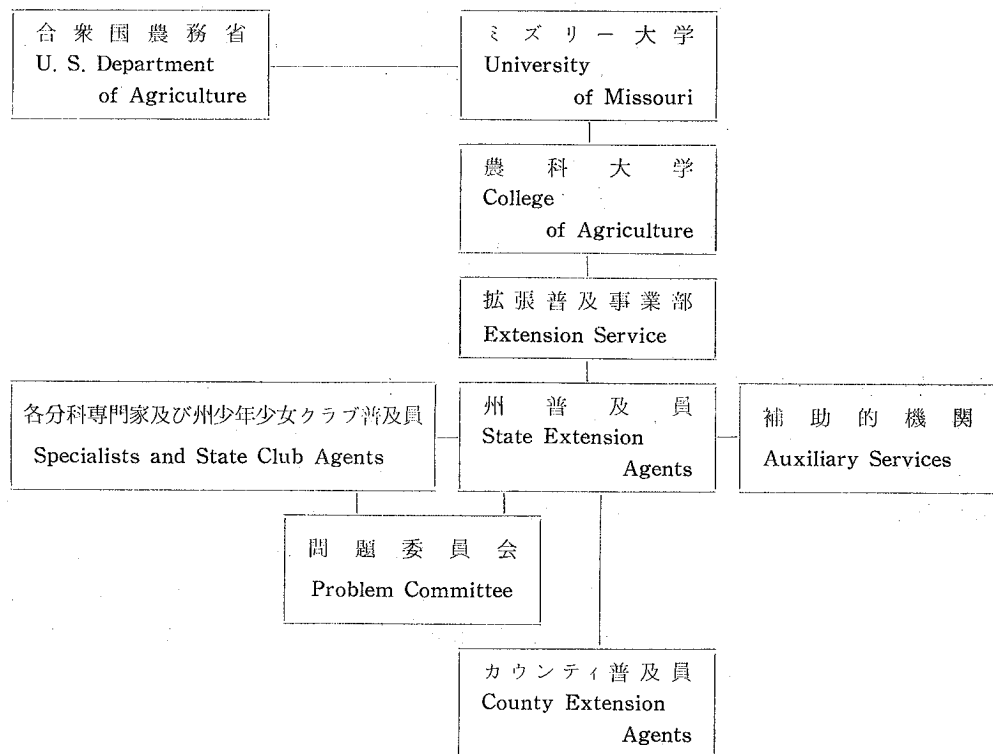 合衆国農務省
U. S. Department
of Agriculture
ミズリー大学
University
of Missouri
農科大学
College
of Agriculture
拡張普及事業部
Extension Service
各分科専門家及び州少年少女クラブ普及員
Specialists and State Club Agents
州普及員
State Extension
Agents
補助的機関
Auxiliary Services
問題委員会
Problem Committee
カウンティ普及員
County Extension
Agents